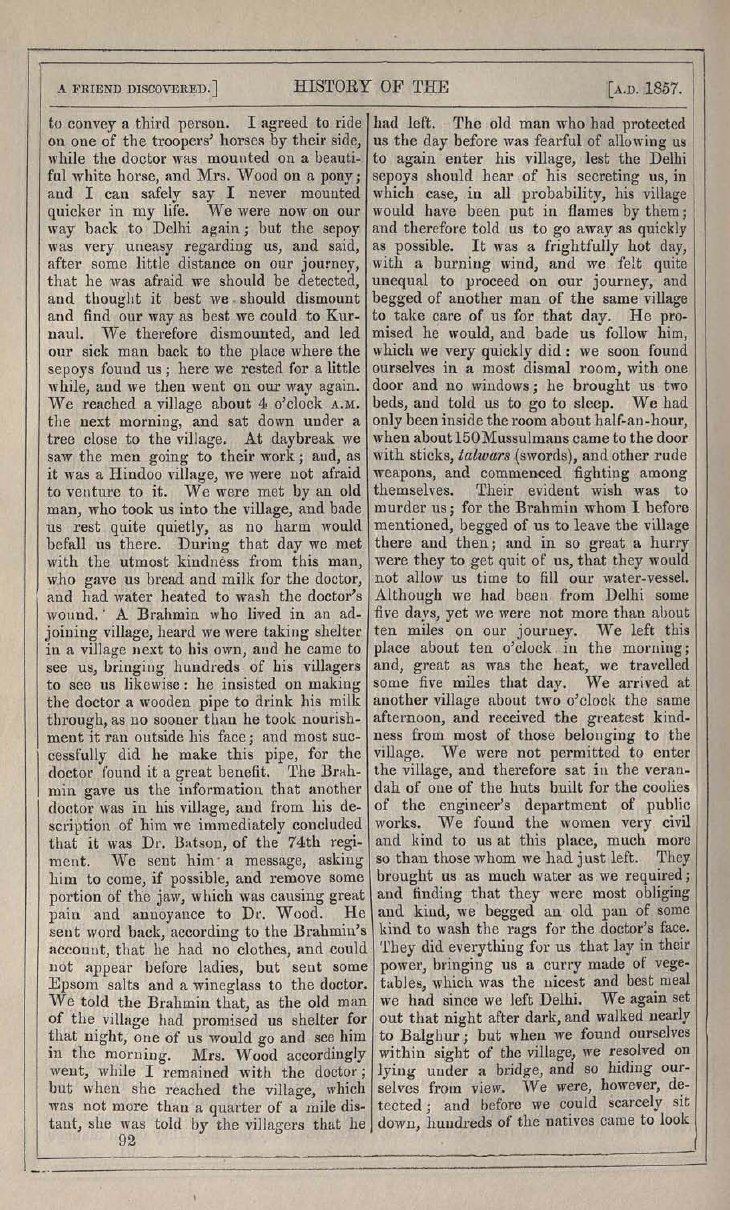 A FRIEND DISCOVERED.] HISTORY OF THE [A.D. 1857.
to convey a third person. I agreed to ride
on one of the troopers' horses by their side,
while the doctor was mounted on a beauti-
ful white horse, and Mrs. Wood on a pony;
and I can safely say I never mounted
quicker in my life. We were now on our
way back to Delhi again; but the sepoy
was very uneasy regarding us, and said,
after some little distance on our journey,
that he was afraid we should be detected,
and thought it best we should dismount
and find our way as best we could to Kur-
naul. We therefore dismounted, and led
our sick man back to the place where the
sepoys found us; here we rested for a little
while, and we then went on our way again.
We reached a village about 4 o'clock A.M.
the next morning, and sat down under a
tree close to the village. At daybreak we
saw the men going to their work; and, as
it was a Hindoo village, we were not afraid
to venture to it. We were met by an old
man, who took us into the village, and bade
us rest quite quietly, as no harm would
befall us there. During that day we met
with the utmost kindness from this man,
who gave us bread and milk for the doctor,
and had water heated to wash the doctor's
wound. A Brahmin who lived in an ad-
joining village, heard we were taking shelter
in a village next to his own, and he came to
see us, bringing hundreds of his villagers
to see us likewise: he insisted on making
the doctor a wooden pipe to drink his milk
through, as no sooner than he took nourish-
ment it ran outside his face; and most suc-
cessfully did he make this pipe, for the
doctor found it a great benefit. The Brah-
min gave us the information that another
doctor was in his village, and from his de-
scription of him we immediately concluded
that it was Dr. Batson, of the 74th regi-
ment. We sent him a message, asking
him to come, if possible, and remove some
portion of the jaw, which was causing great
pain and annoyance to Dr. Wood. He
sent word back, according to the Brahmin's
account, that he had no clothes, and could
not appear before ladies, but sent some
Epsom salts and a wineglass to the doctor.
We told the Brahmin that, as the old man
of the village had promised us shelter for
that night, one of us would go and see him
in the morning. Mrs. Wood accordingly
went, while I remained with the doctor;
but when she reached the village, which
was not more than a quarter of a mile dis-
tant, she was told by the villagers that he
92
had left. The old man who had protected
us the day before was fearful of allowing us
to again enter his village, lest the Delhi
sepoys should hear of his secreting us, in
which case, in all probability, his village
would have been put in flames by them;
and therefore told us to go away as quickly
as possible. It was a frightfully hot day,
with a burning wind, and we felt quite
unequal to proceed on our journey, and
begged of another man of the same village
to take care of us for that day. He pro-
mised he would, and bade us follow him,
which we very quickly did: we soon found
ourselves in a most dismal room, with one
door and no windows; he brought us two
beds, and told us to go to sleep. We had
only been inside the room about half-an-hour,
when about 150 Mussulmans came to the door
with sticks, talwars (swords), and other rude
weapons, and commenced fighting among
themselves. Their evident wish was to
murder us; for the Brahmin whom I before
mentioned, begged of us to leave the village
there and then; and in so great a hurry
were they to get quit of us, that they would
not allow us time to fill our water-vessel.
Although we had been from Delhi some
five days, yet we were not more than about
ten miles on our journey. We left this
place about ten o'clock in the morning;
and, great as was the heat, we travelled
some five miles that day. We arrived at
another village about two o'clock the same
afternoon, and received the greatest kind-
ness from most of those belonging to the
village. We were not permitted to enter
the village, and therefore sat in the veran-
dah of one of the huts built for the coolies
of the engineer's department of public
works. We found the women very civil
and kind to us at this place, much more
so than those whom we had just left. They
brought us as much water as we required;
and finding that they were most obliging
and kind, we begged an old pan of some
kind to wash the rags for the doctor's face.
They did everything for us that lay in their
power, bringing us a curry made of vege-
tables, which was the nicest and best meal
we had since we left Delhi. We again set
out that night after dark, and walked nearly
to Balghur; but when we found ourselves
within sight of the village, we resolved on
lying under a bridge, and so hiding our-
selves from view. We were, however, de-
tected; and before we could scarcely sit
down, hundreds of the natives came to look